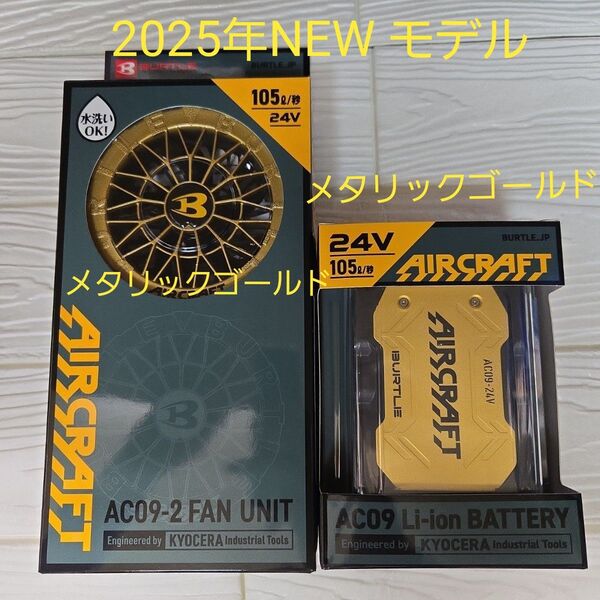 2025年NEW モデル
BURTLE
BURTLE.JP
水洗い
OK!
105ℓ/秒
24V
B
メタリックゴールド
AIRCRAFT
AC09-2 FAN UNIT
Engineered by KYOCERA Industrial Tools
メタリックゴールド
24V
105ℓ/秒
BURTLE.JP
AIRCRAFT
AIRCRAFT
BURTLE
AC09-24V
AC09 Li-ion BATTERY
Engineered by KYOCERA Industrial Tools